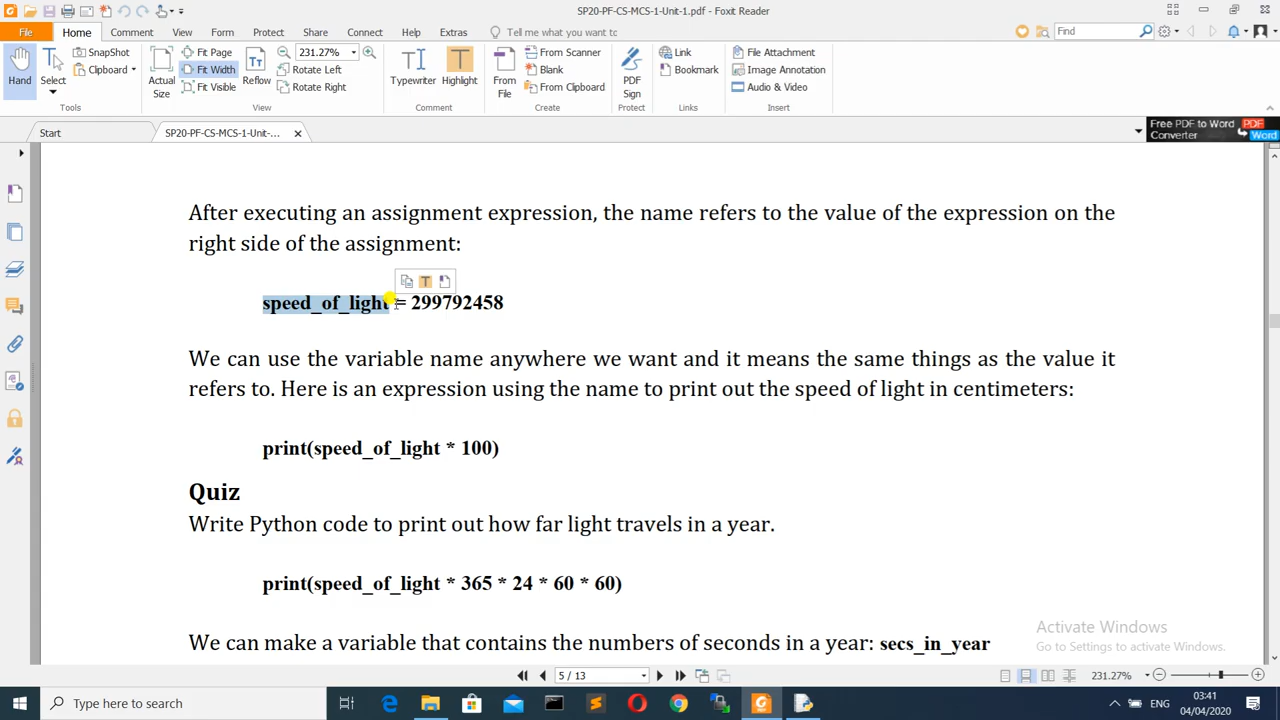 SP20-PF-CS-MCS-1-Unit-1.pdf - Foxit Reader
File Home Comment View Form Protect Share Connect Help Extras Tell me what you want to do Find
Hand
Select
SnapShot
Clipboard
Tools
Actual Size
Fit Page
Fit Width
Fit Visible
Reflow
231.27%
Rotate Left
Rotate Right
View
Typewriter
Highlight
Comment
From File
From Scanner
Blank
From Clipboard
Create
PDF Sign
Protect
Link
Bookmark
Links
File Attachment
Image Annotation
Audio & Video
Insert
Start SP20-PF-CS-MCS-1-Unit-...
Free PDF to Word Converter PDF Word
After executing an assignment expression, the name refers to the value of the expression on the
right side of the assignment:
speed_of_light = 299792458
We can use the variable name anywhere we want and it means the same things as the value it
refers to. Here is an expression using the name to print out the speed of light in centimeters:
print(speed_of_light * 100)
Quiz
Write Python code to print out how far light travels in a year.
print(speed_of_light * 365 * 24 * 60 * 60)
We can make a variable that contains the numbers of seconds in a year: secs_in_year
Activate Windows
Go to Settings to activate Windows.
5 / 13
231.27%
Type here to search
ENG
03:41
04/04/2020